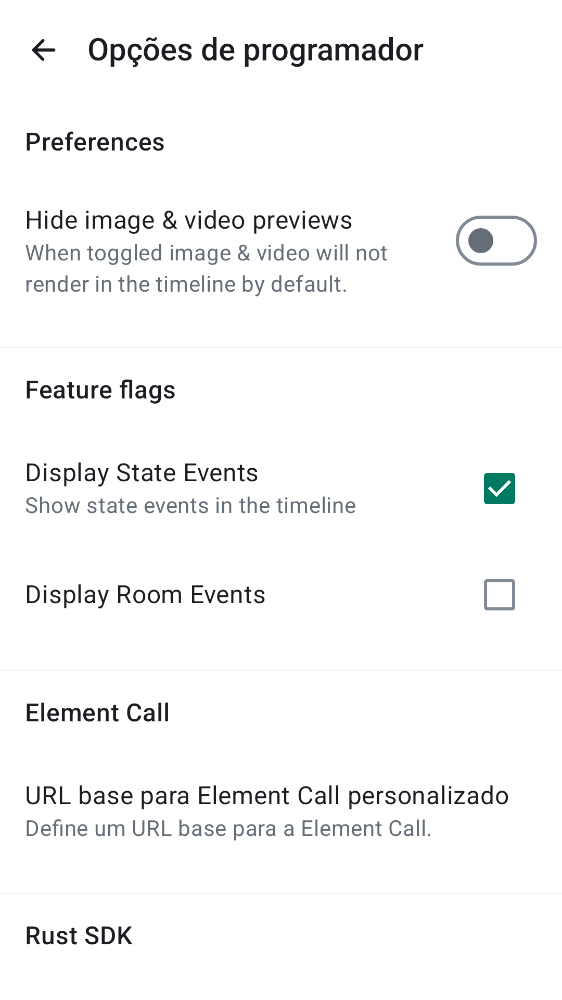 Opções de programador
Preferences
Hide image & video previews
When toggled image & video will not
render in the timeline by default.
Feature flags
Display State Events
Show state events in the timeline
Display Room Events
Element Call
URL base para Element Call personalizado
Define um URL base para a Element Call.
Rust SDK